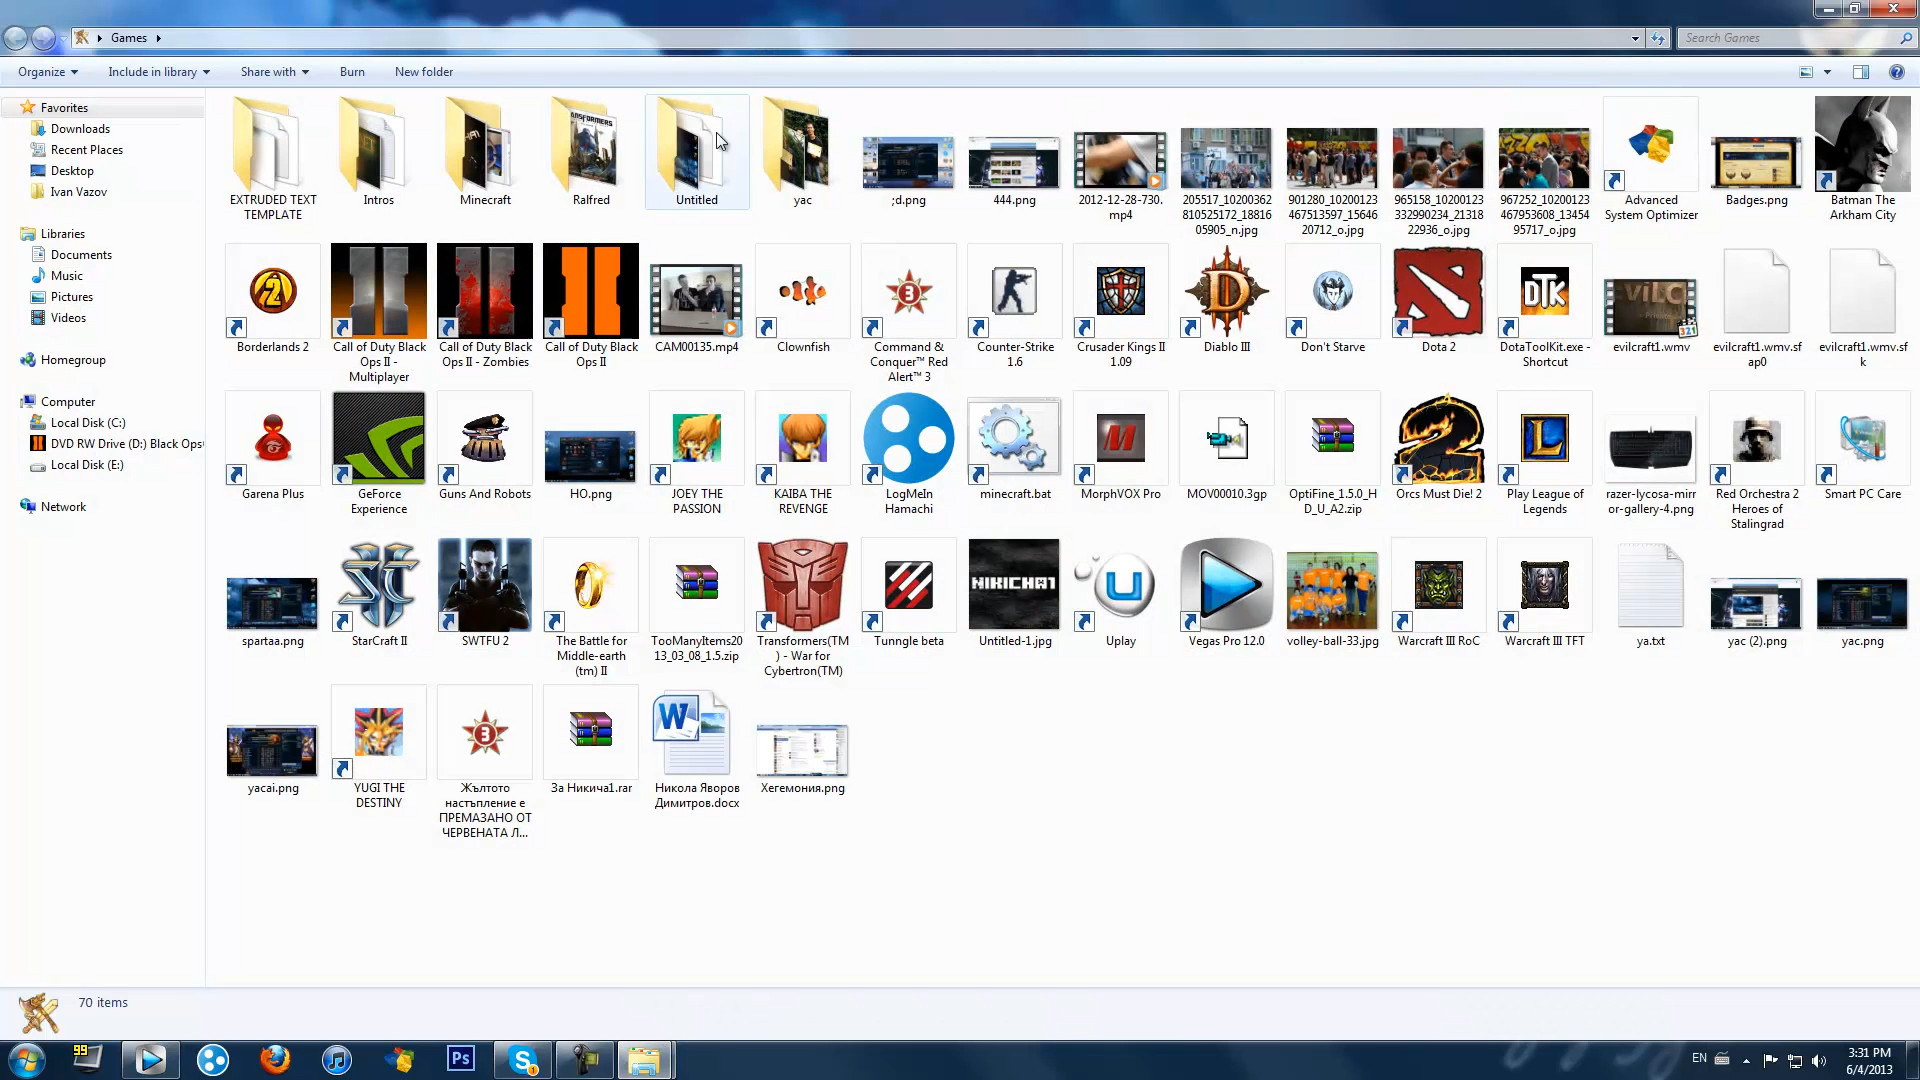 Games
Search Games
Organize
Include in library
Share with
Burn
New folder
Favorites
Downloads
Recent Places
Desktop
Ivan Vazov
Libraries
Documents
Music
Pictures
Videos
Homegroup
Computer
Local Disk (C:)
DVD RW Drive (D:) Black Ops
Local Disk (E:)
Network
EXTRUDED TEXT
TEMPLATE
Intros
Minecraft
Ralfred
Untitled
yac
;d.png
444.png
2012-12-28-730.
mp4
205517_10200362
810525172_18816
05905_n.jpg
901280_10200123
467513597_15646
20712_o.jpg
965158_10200123
332990234_21318
22936_o.jpg
967252_10200123
467953608_13454
95717_o.jpg
Advanced
System Optimizer
Badges.png
Batman The
Arkham City
Borderlands 2
Call of Duty Black
Ops II -
Multiplayer
Call of Duty Black
Ops II - Zombies
Call of Duty Black
Ops II
CAM00135.mp4
Clownfish
Command &
Conquer™ Red
Alert™ 3
Counter-Strike
1.6
Crusader Kings II
1.09
Diablo III
Don't Starve
Dota 2
DTK
DotaToolKit.exe -
Shortcut
evilcraft1.wmv
evilcraft1.wmv.sf
ap0
evilcraft1.wmv.sf
k
Garena Plus
GeForce
Experience
Guns And Robots
HO.png
JOEY THE
PASSION
KAIBA THE
REVENGE
LogMeIn
Hamachi
minecraft.bat
MorphVOX Pro
MOV00010.3gp
OptiFine_1.5.0_H
D_U_A2.zip
Orcs Must Die! 2
Play League of
Legends
razer-lycosa-mirr
or-gallery-4.png
Red Orchestra 2
Heroes of
Stalingrad
Smart PC Care
spartaa.png
StarCraft II
SWTFU 2
The Battle for
Middle-earth
(tm) II
TooManyItems20
13_03_08_1.5.zip
Transformers(TM
) - War for
Cybertron(TM)
Tunngle beta
NIKICHA1
Untitled-1.jpg
Uplay
Vegas Pro 12.0
volley-ball-33.jpg
Warcraft III RoC
Warcraft III TFT
ya.txt
yac (2).png
yac.png
yacai.png
YUGI THE
DESTINY
Жълтото
настъпление е
ПРЕМАЗАНО ОТ
ЧЕРВЕНАТА Л...
За Никича1.rar
Никола Яворов
Димитров.docx
Хегемония.png
70 items
99
Ps
EN
3:31 PM
6/4/2013